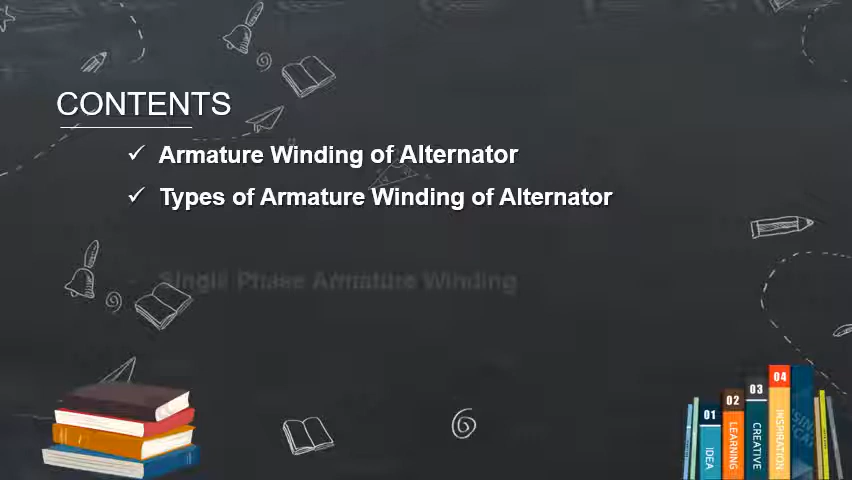 CONTENTS
✓ Armature Winding of Alternator
✓ Types of Armature Winding of Alternator
Single Phase Armature Winding
01
IDEA
02
LEARNING
03
CREATIVE
04
INSPIRATION